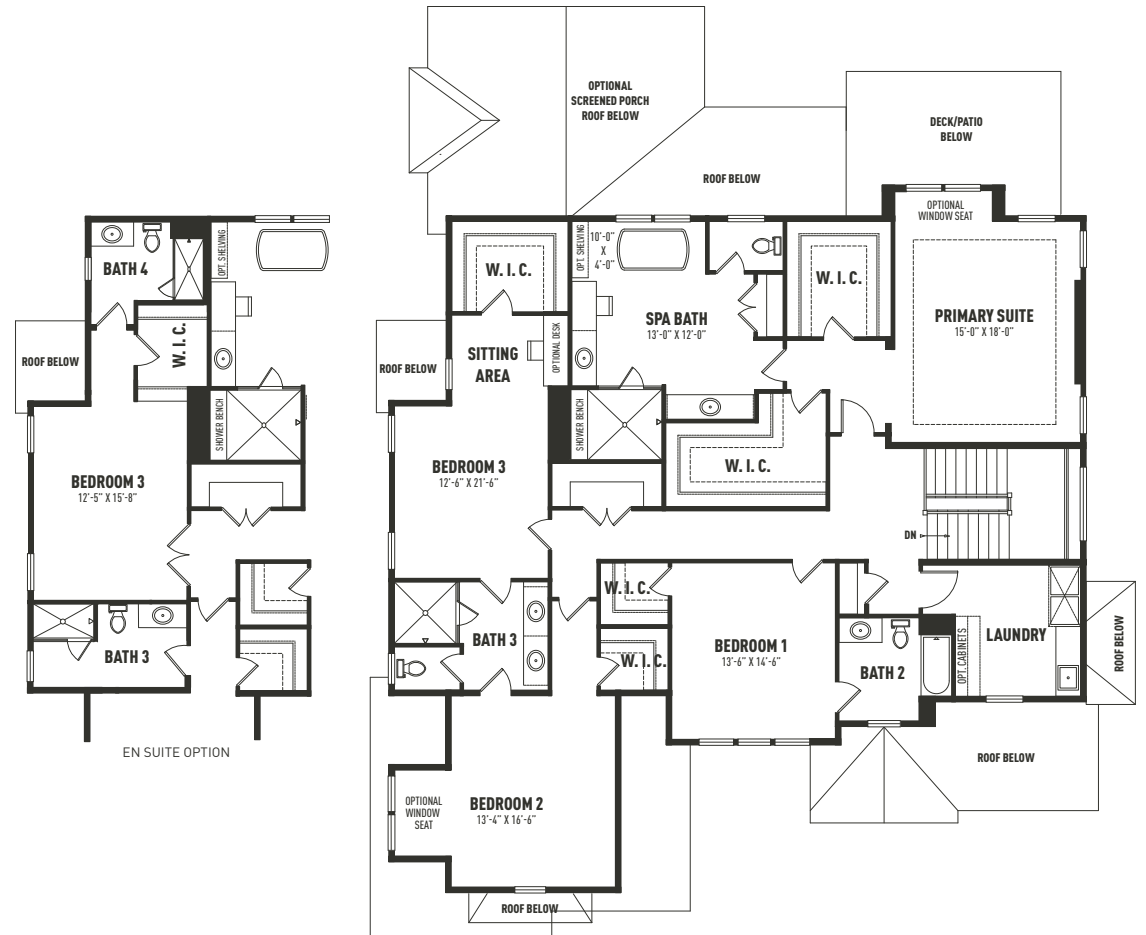 OPTIONAL
SCREENED PORCH
ROOF BELOW
DECK/PATIO
BELOW
ROOF BELOW
OPTIONAL
WINDOW SEAT
BATH 4
OPT. SHELVING
W. I. C.
ROOF BELOW
SHOWER BENCH
BEDROOM 3
12'-5" X 15'-8"
BATH 3
EN SUITE OPTION
W. I. C.
OPT. SHELVING
10'-0"
X
4'-0"
SPA BATH
13'-0" X 12'-0"
W. I. C.
PRIMARY SUITE
15'-0" X 18'-0"
SITTING
AREA
OPTIONAL DESK
ROOF BELOW
SHOWER BENCH
W. I. C.
BEDROOM 3
12'-6" X 21'-6"
DN
W. I. C.
BATH 3
W. I. C.
BEDROOM 1
13'-6" X 14'-6"
BATH 2
OPT. CABINETS
LAUNDRY
ROOF BELOW
ROOF BELOW
OPTIONAL
WINDOW
SEAT
BEDROOM 2
13'-4" X 16'-6"
ROOF BELOW